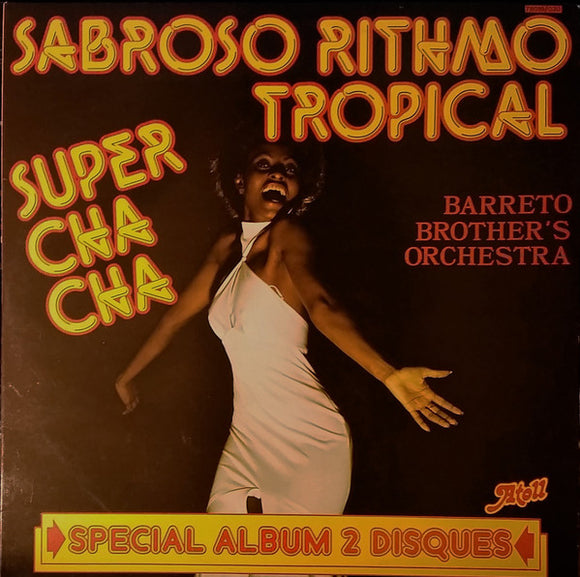 SABROSO RITHMO
TROPICAL
SUPER
CHA
CHA
BARRETO
BROTHER'S
ORCHESTRA
Atoll
SPECIAL ALBUM 2 DISQUES